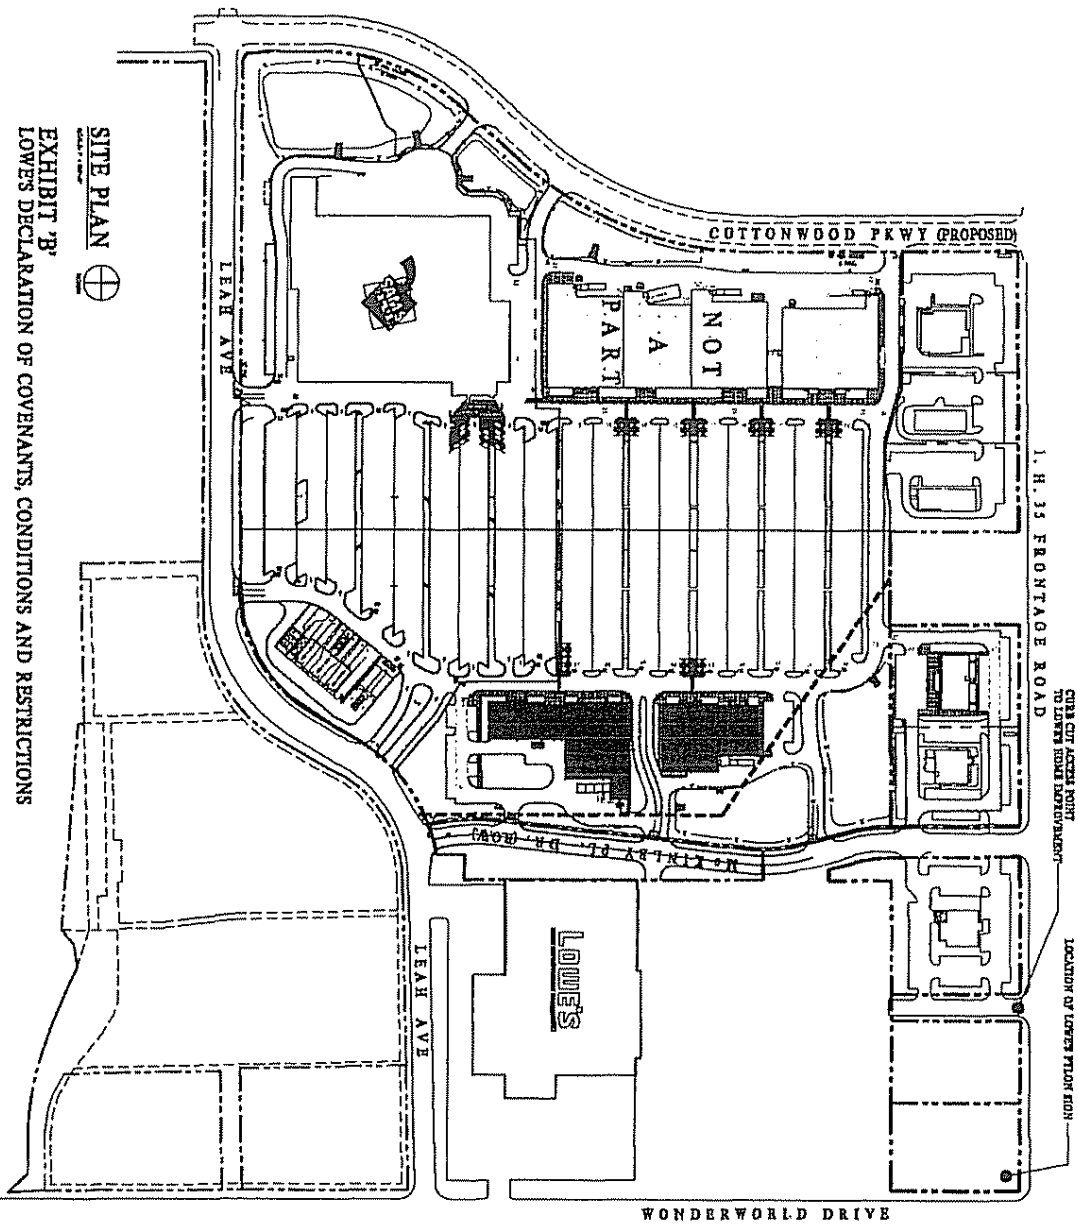 COTTONWOOD PKWY (PROPOSED)
I. H. 35 FRONTAGE ROAD
CURB CUT ACCESS POINT
TO LOWE'S HOME IMPROVEMENT
LOCATION OF LOWE'S PYLON SIGN
NOT
A
PART
LEAH AVE
McKINLEY PL. DR. (ROW)
LOWE'S
LEAH AVE
WONDERWORLD DRIVE
SITE PLAN
EXHIBIT 'B'
LOWE'S DECLARATION OF COVENANTS, CONDITIONS AND RESTRICTIONS